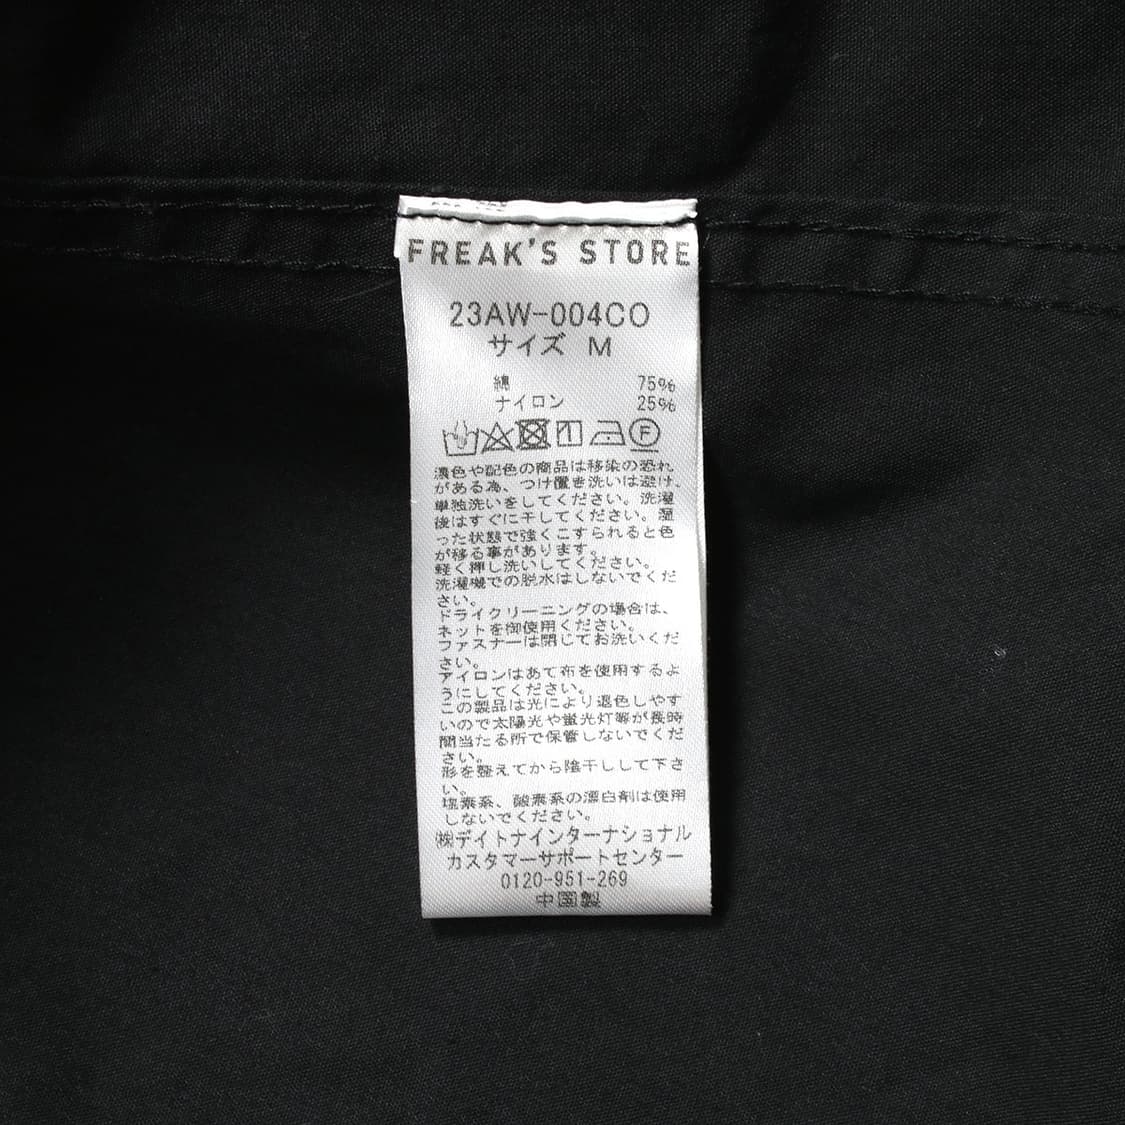 FREAK'S STORE
23AW-004CO
サイズ M
綿 75%
ナイロン 25%
F
濃色や配色の商品は移染の恐れ
がある為、つけ置き洗いは避け、
単独洗いをしてください。洗濯
後はすぐに干してください。湿
った状態で強くこすられると色
が移る事があります。
軽く押し洗いしてください。
洗濯機での脱水はしないでくだ
さい。
ドライクリーニングの場合は、
ネットを御使用ください。
ファスナーは閉じてお洗いくだ
さい。
アイロンはあて布を使用するよ
うにしてください。
この製品は光により退色しやす
いので太陽光や蛍光灯等が長時
間当たる所で保管しないでくだ
さい。
形を整えてから陰干しして下さ
い。
塩素系、酸素系の漂白剤は使用
しないでください。
㈱デイトナインターナショナル
カスタマーサポートセンター
0120-951-269
中国製